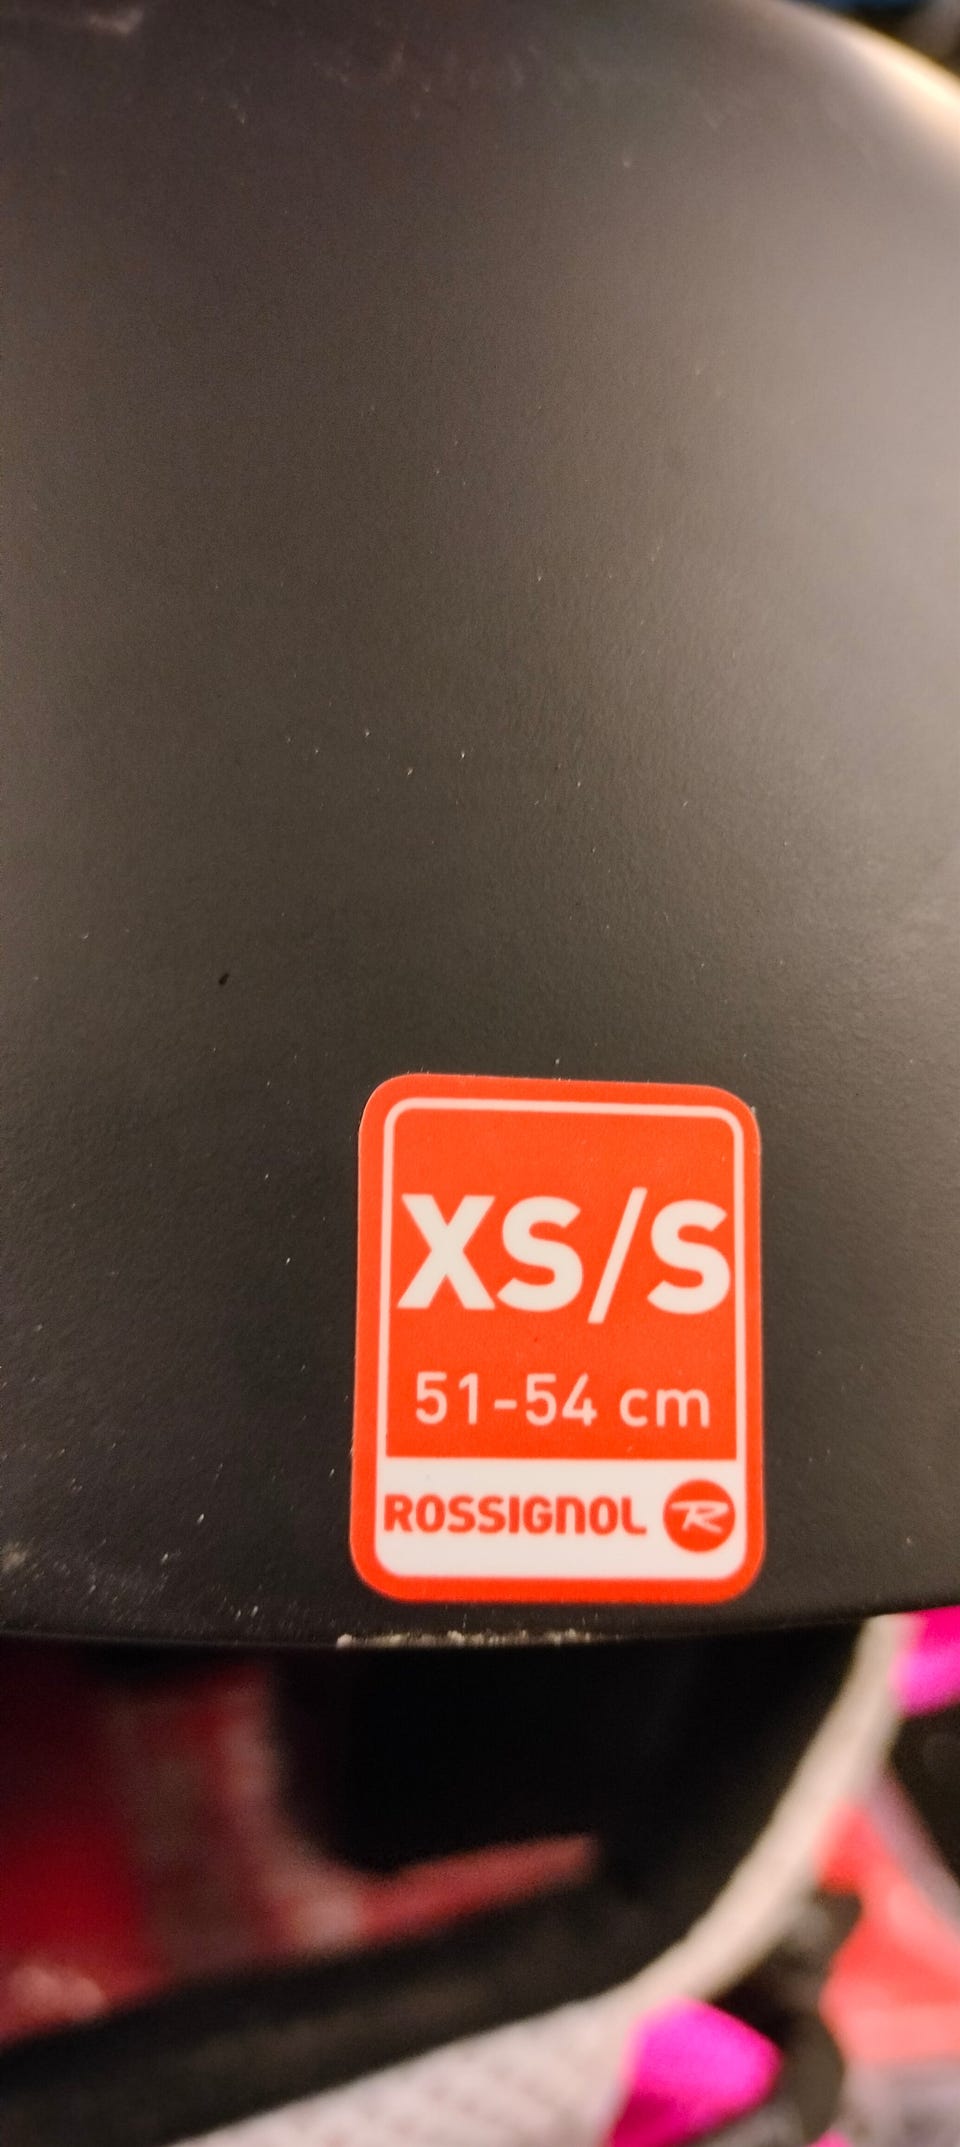 XS/S
51-54 cm
ROSSIGNOL R